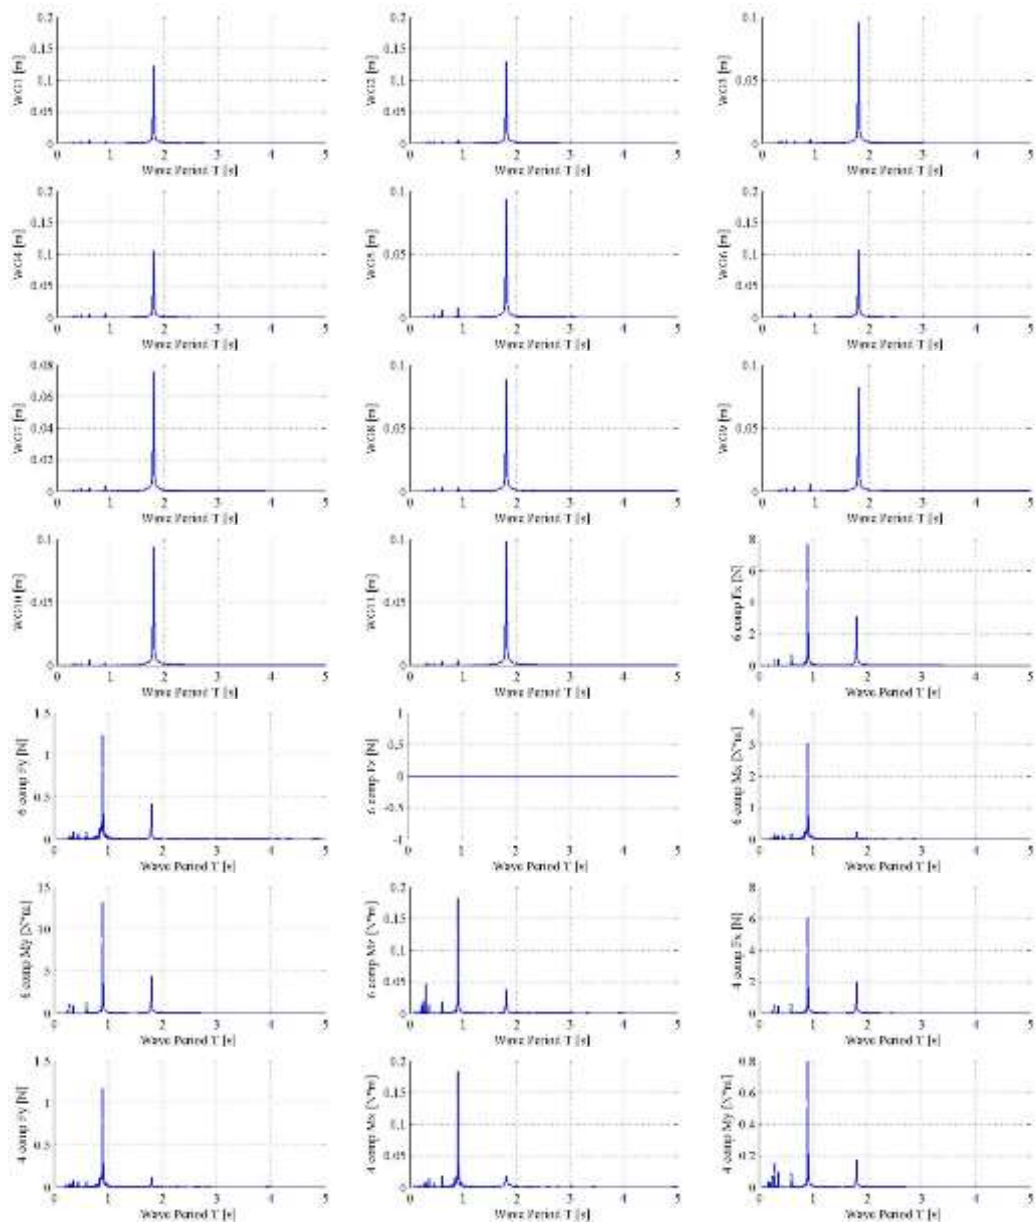 0.2 0.2 0.1
0.15 0.15
WG1 [m] 0.1 WG2 [m] 0.1 WG3 [m] 0.05
0.05 0.05
0 0 0
0 1 2 3 4 5 0 1 2 3 4 5 0 1 2 3 4 5
Wave Period T [s] Wave Period T [s] Wave Period T [s]
0.2 0.1 0.2
0.15 0.15
WG4 [m] 0.1 WG5 [m] 0.05 WG6 [m] 0.1
0.05 0.05
0 0 0
0 1 2 3 4 5 0 1 2 3 4 5 0 1 2 3 4 5
Wave Period T [s] Wave Period T [s] Wave Period T [s]
0.08 0.1 0.1
0.06
WG7 [m] 0.04 WG8 [m] 0.05 WG9 [m] 0.05
0.02
0 0 0
0 1 2 3 4 5 0 1 2 3 4 5 0 1 2 3 4 5
Wave Period T [s] Wave Period T [s] Wave Period T [s]
0.1 0.1 8
6
WG10 [m] 0.05 WG11 [m] 0.05 6 comp Fx [N] 4
2
0 0 0
0 1 2 3 4 5 0 1 2 3 4 5 0 1 2 3 4 5
Wave Period T [s] Wave Period T [s] Wave Period T [s]
1.5 1 4
1 0.5 3
6 comp Fy [N] 6 comp Fz [N] 0 6 comp Mx [N*m] 2
0.5 -0.5 1
0 -1 0
0 1 2 3 4 5 0 1 2 3 4 5 0 1 2 3 4 5
Wave Period T [s] Wave Period T [s] Wave Period T [s]
15 0.2 8
10 0.15 6
6 comp My [N*m] 6 comp Mz [N*m] 0.1 4 comp Fx [N] 4
5 0.05 2
0 0 0
0 1 2 3 4 5 0 1 2 3 4 5 0 1 2 3 4 5
Wave Period T [s] Wave Period T [s] Wave Period T [s]
1.5 0.2 0.8
1 0.15 0.6
4 comp Fy [N] 4 comp Mx [N*m] 0.1 4 comp My [N*m] 0.4
0.5 0.05 0.2
0 0 0
0 1 2 3 4 5 0 1 2 3 4 5 0 1 2 3 4 5
Wave Period T [s] Wave Period T [s] Wave Period T [s]